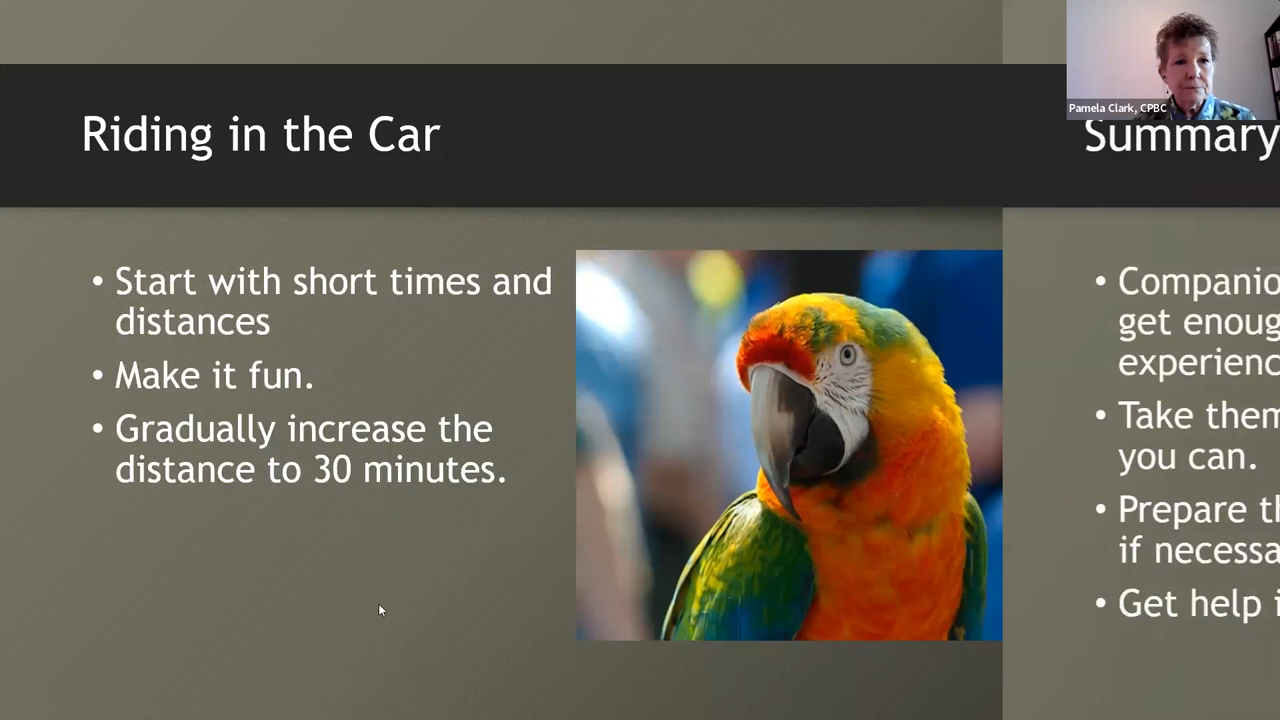 Pamela Clark, CPBC
Riding in the Car
• Start with short times and
distances
• Make it fun.
• Gradually increase the
distance to 30 minutes.
Summary
• Companio
get enoug
experienc
• Take them
you can.
• Prepare th
if necessa
• Get help i